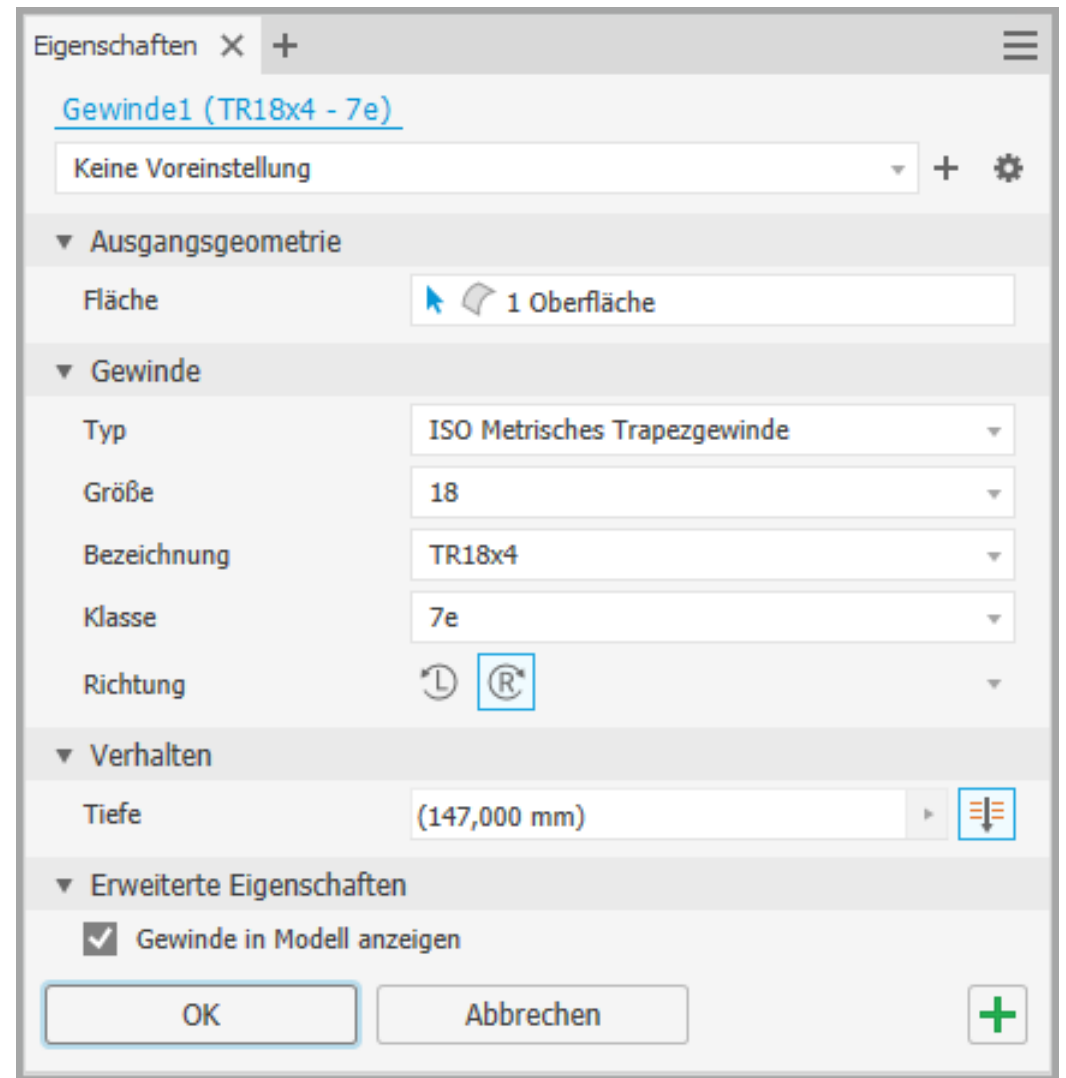 Eigenschaften
Gewinde1 (TR18x4 - 7e)
Keine Voreinstellung
Ausgangsgeometrie
Fläche 1 Oberfläche
Gewinde
Typ ISO Metrisches Trapezgewinde
Größe 18
Bezeichnung TR18x4
Klasse 7e
Richtung L R
Verhalten
Tiefe (147,000 mm)
Erweiterte Eigenschaften
Gewinde in Modell anzeigen
OK Abbrechen